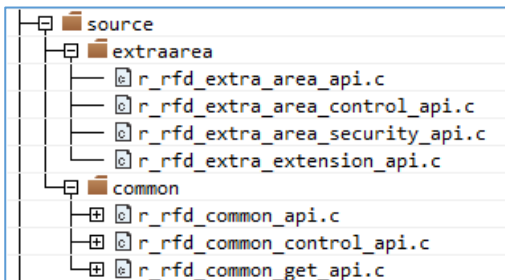 source
extraarea
r_rfd_extra_area_api.c
r_rfd_extra_area_control_api.c
r_rfd_extra_area_security_api.c
r_rfd_extra_extension_api.c
common
r_rfd_common_api.c
r_rfd_common_control_api.c
r_rfd_common_get_api.c